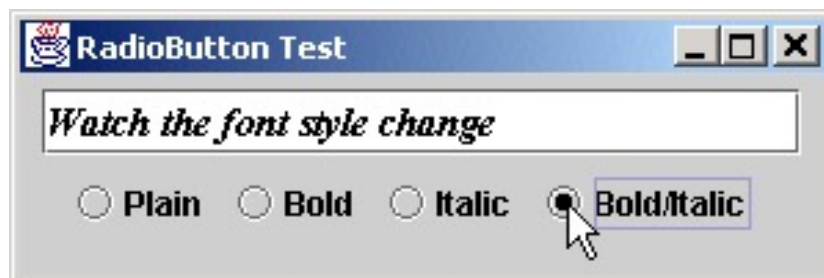 RadioButton Test
Watch the font style change
Plain Bold Italic Bold/Italic